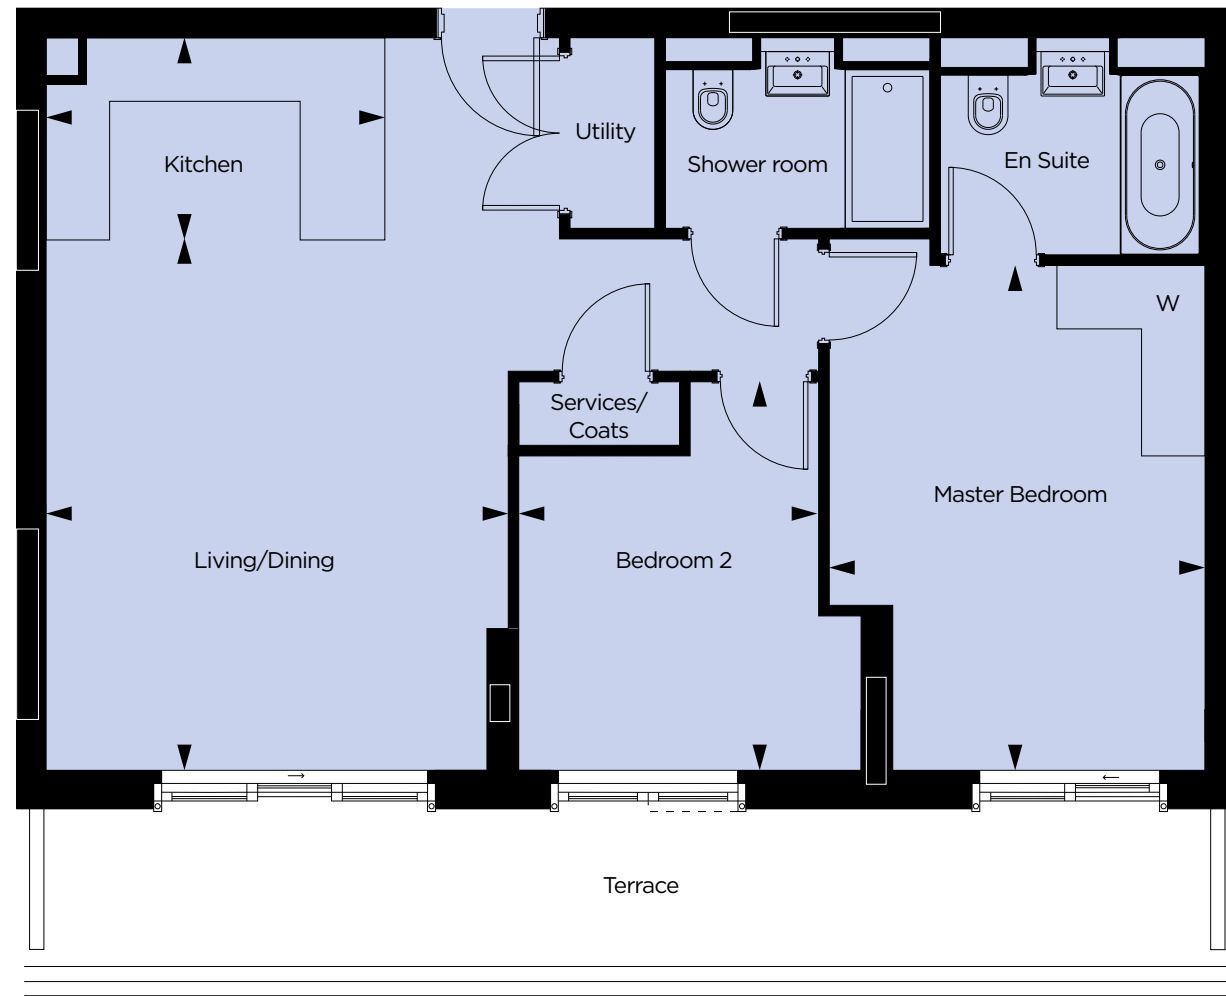 Utility
Kitchen
Shower room
En Suite
W
Services/
Coats
Master Bedroom
Living/Dining
Bedroom 2
Terrace